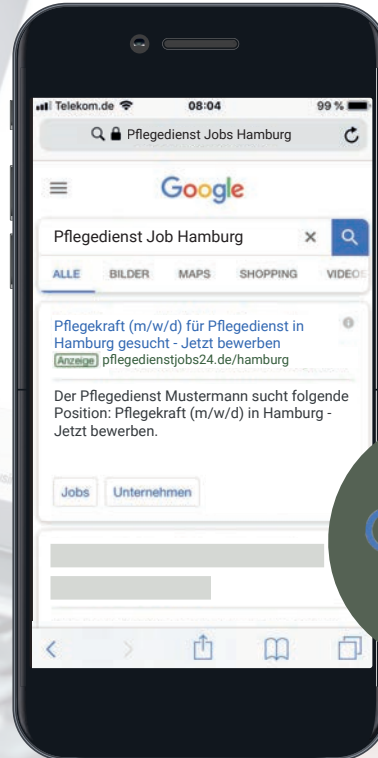 Telekom.de 08:04 99 %
Pflegedienst Jobs Hamburg
Google
Pflegedienst Job Hamburg ×
ALLE BILDER MAPS SHOPPING VIDEOS
Pflegekraft (m/w/d) für Pflegedienst in
Hamburg gesucht - Jetzt bewerben
Anzeige pflegedienstjobs24.de/hamburg
Der Pflegedienst Mustermann sucht folgende
Position: Pflegekraft (m/w/d) in Hamburg -
Jetzt bewerben.
Jobs Unternehmen